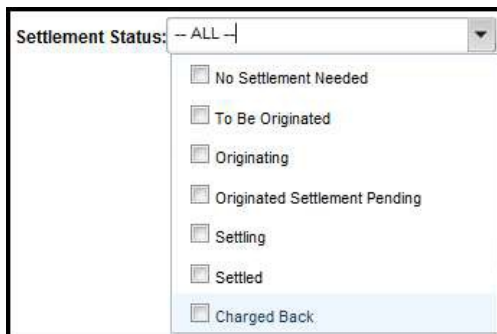 Settlement Status: -- ALL --
No Settlement Needed
To Be Originated
Originating
Originated Settlement Pending
Settling
Settled
Charged Back